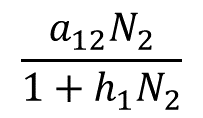 a₁₂N₂
1 + h₁N₂